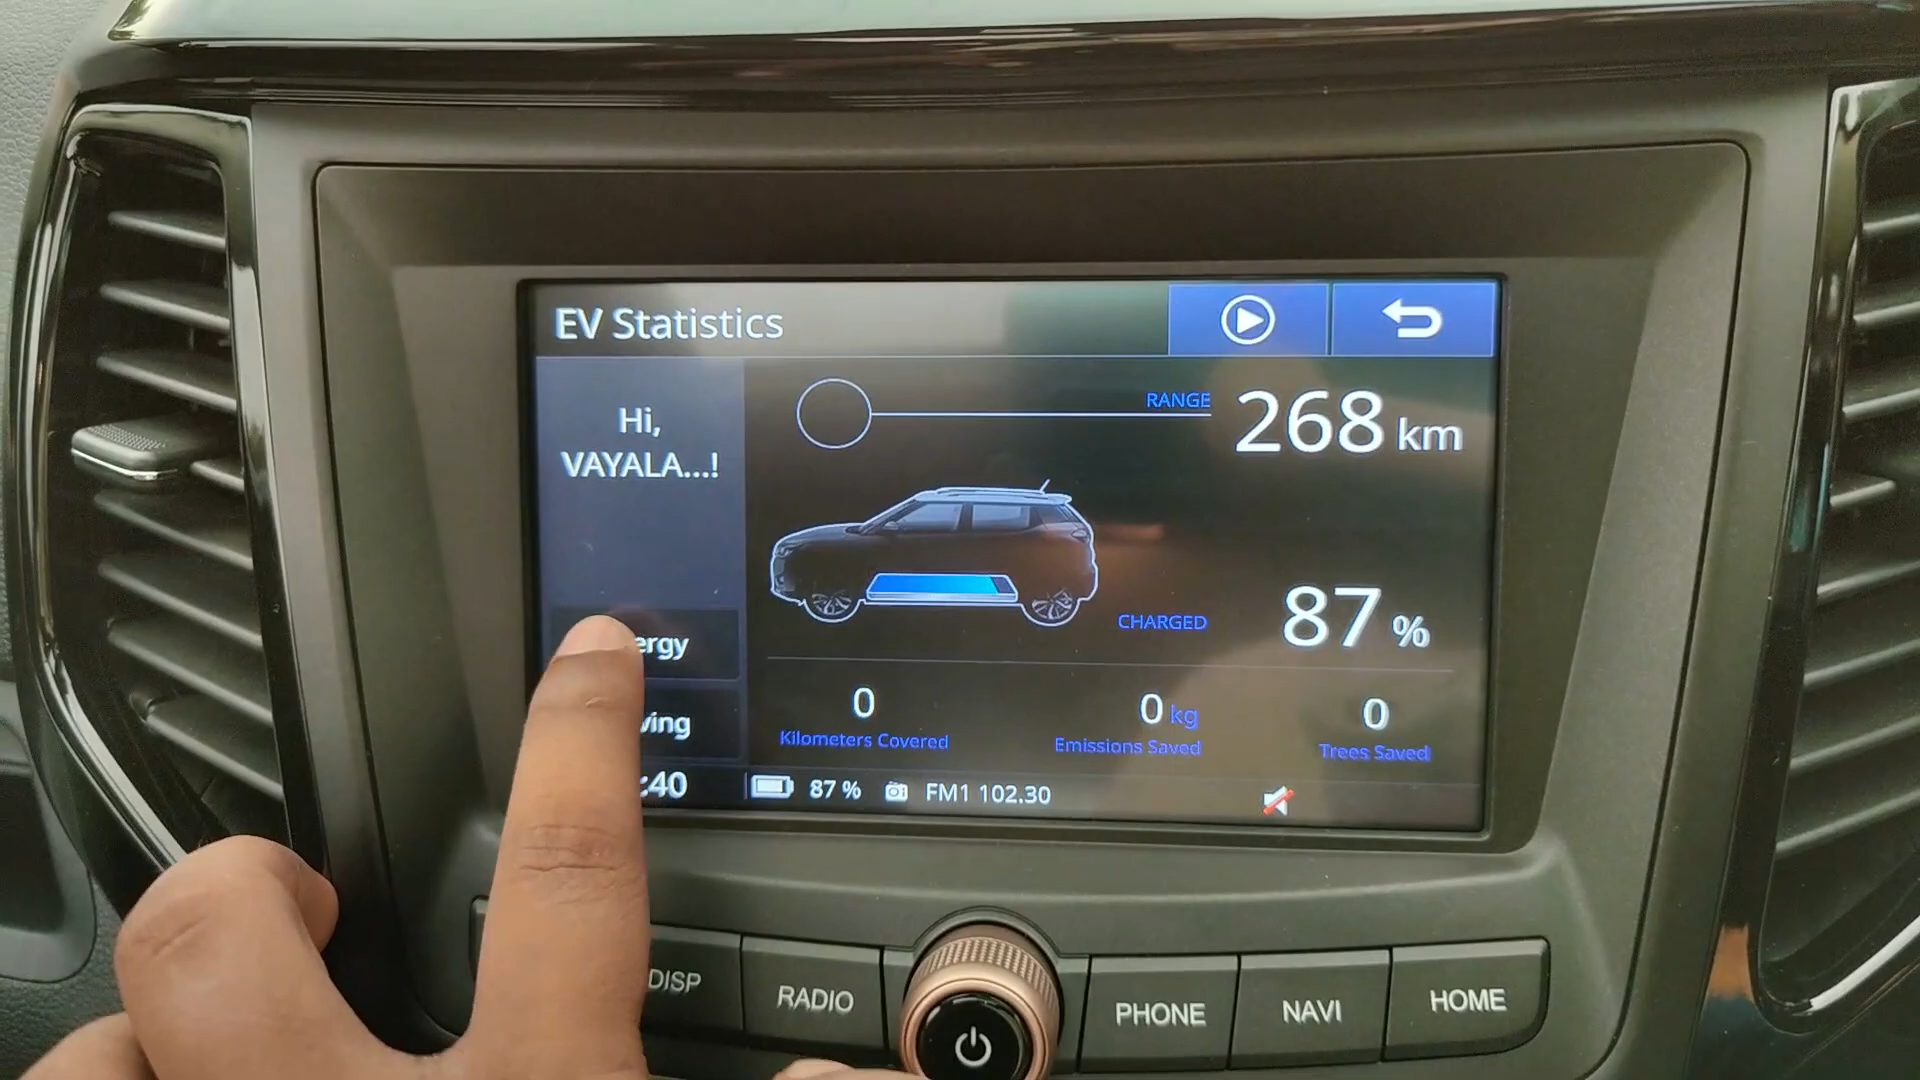 EV Statistics
Hi,
VAYALA...!
RANGE
268 km
CHARGED
87 %
0
Kilometers Covered
0 kg
Emissions Saved
0
Trees Saved
:40
87 %
FM1 102.30
DISP
RADIO
PHONE
NAVI
HOME